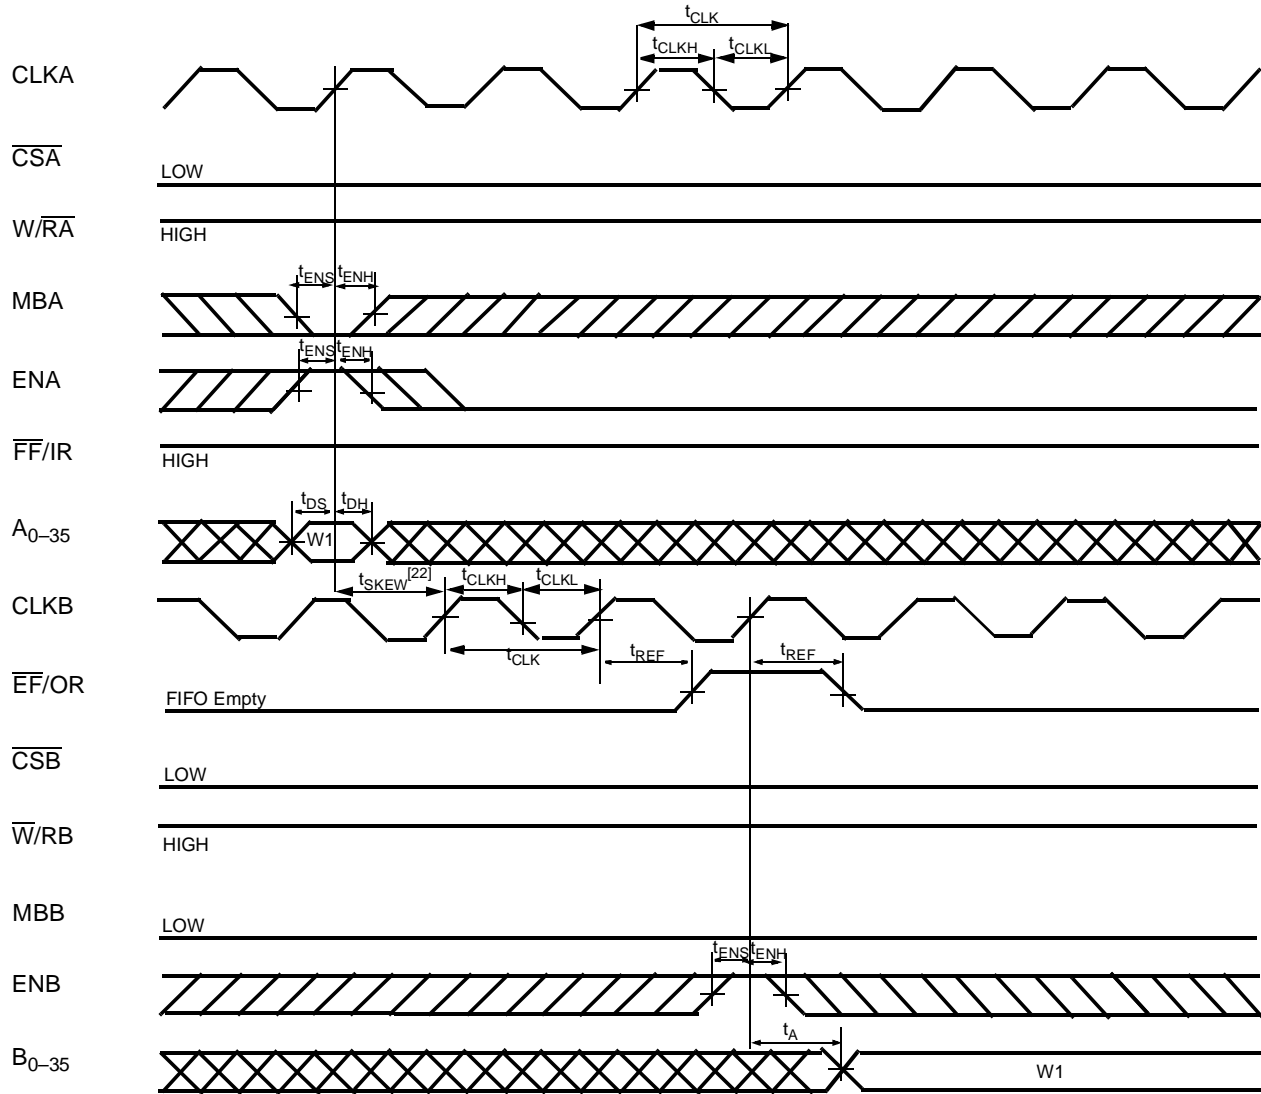 tCLK
tCLKH tCLKL
CLKA
CSA
LOW
W/RA
HIGH
tENS tENH
MBA
tENS tENH
ENA
FF/IR
HIGH
tDS tDH
A0–35
W1
tSKEW[22] tCLKH tCLKL
CLKB
tCLK tREF tREF
EF/OR
FIFO Empty
CSB
LOW
W/RB
HIGH
MBB
LOW
tENS tENH
ENB
tA
B0–35
W1